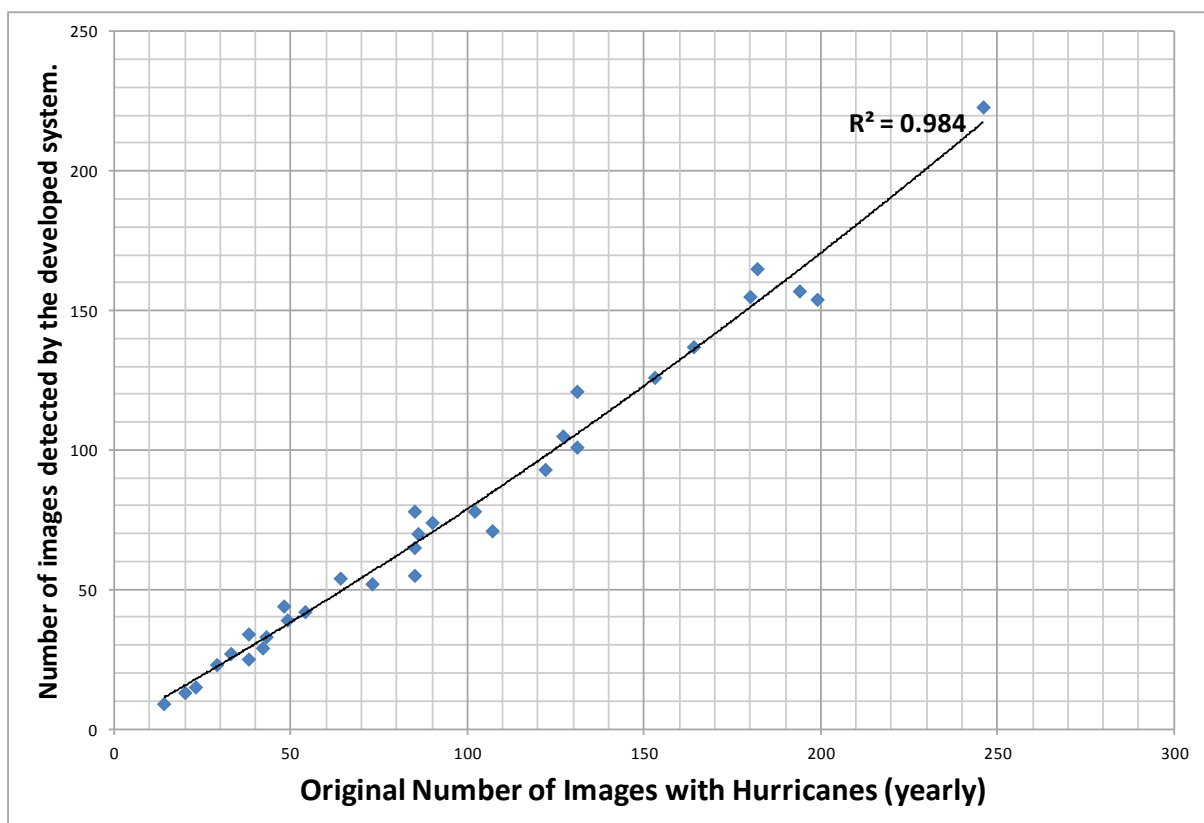 250
200
150
100
50
0
Number of images detected by the developed system.
R² = 0.984
0 50 100 150 200 250 300
Original Number of Images with Hurricanes (yearly)